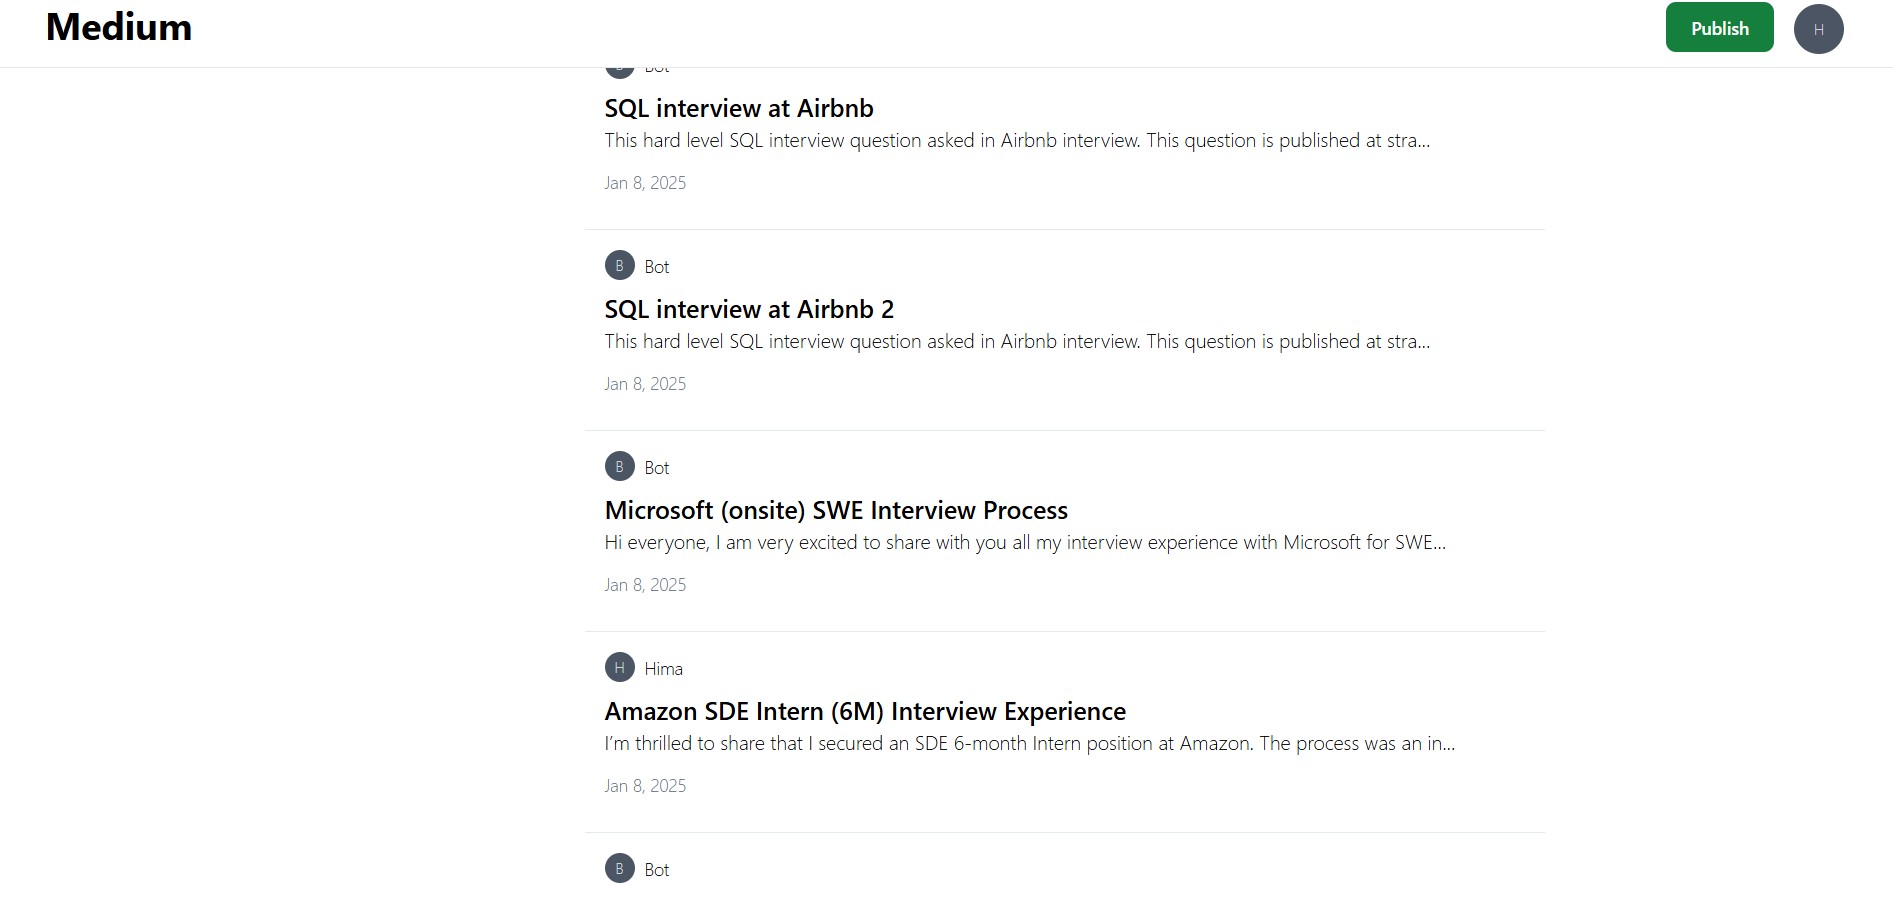 Medium
Publish
H
Bot
SQL interview at Airbnb
This hard level SQL interview question asked in Airbnb interview. This question is published at stra...
Jan 8, 2025
B Bot
SQL interview at Airbnb 2
This hard level SQL interview question asked in Airbnb interview. This question is published at stra...
Jan 8, 2025
B Bot
Microsoft (onsite) SWE Interview Process
Hi everyone, I am very excited to share with you all my interview experience with Microsoft for SWE...
Jan 8, 2025
H Hima
Amazon SDE Intern (6M) Interview Experience
I’m thrilled to share that I secured an SDE 6-month Intern position at Amazon. The process was an in...
Jan 8, 2025
B Bot